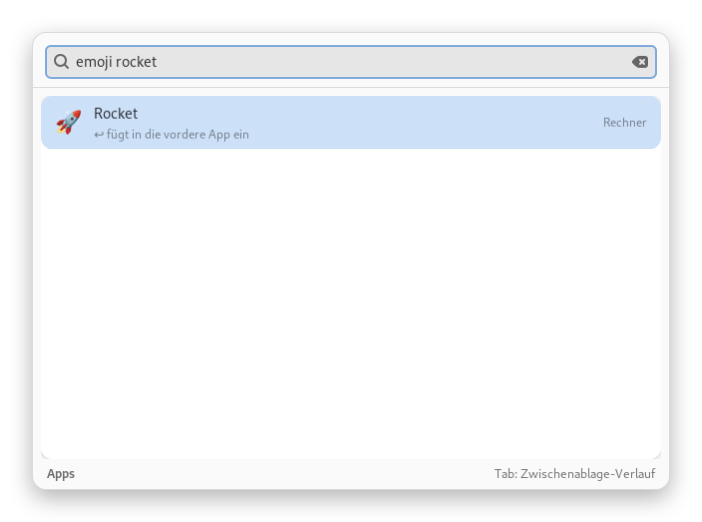 emoji rocket
Rocket
↩ fügt in die vordere App ein
Rechner
Apps
Tab: Zwischenablage-Verlauf